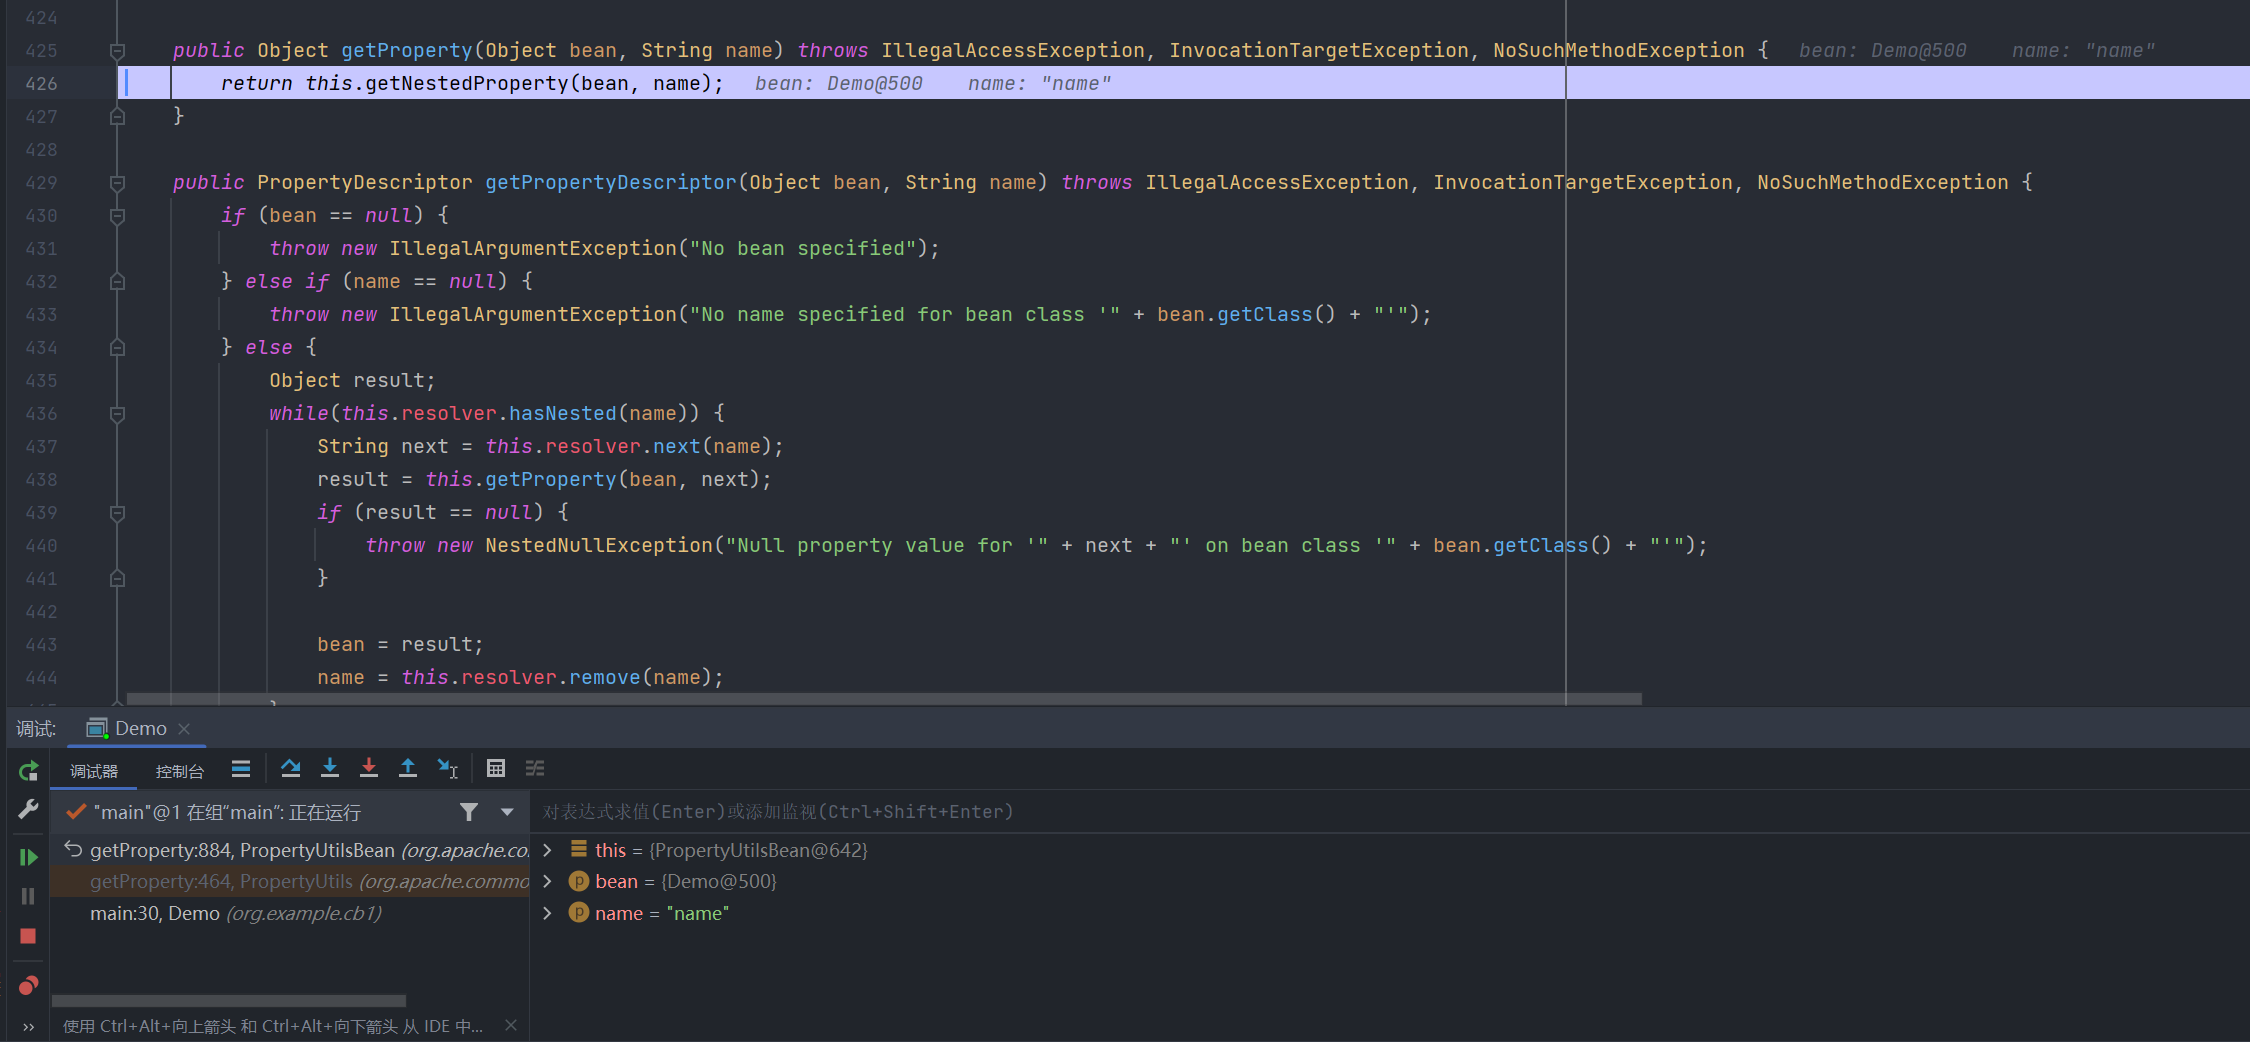 424
425 public Object getProperty(Object bean, String name) throws IllegalAccessException, InvocationTargetException, NoSuchMethodException { bean: Demo@500 name: "name"
426 return this.getNestedProperty(bean, name); bean: Demo@500 name: "name"
427 }
428
429 public PropertyDescriptor getPropertyDescriptor(Object bean, String name) throws IllegalAccessException, InvocationTargetException, NoSuchMethodException {
430 if (bean == null) {
431 throw new IllegalArgumentException("No bean specified");
432 } else if (name == null) {
433 throw new IllegalArgumentException("No name specified for bean class '" + bean.getClass() + "'");
434 } else {
435 Object result;
436 while(this.resolver.hasNested(name)) {
437 String next = this.resolver.next(name);
438 result = this.getProperty(bean, next);
439 if (result == null) {
440 throw new NestedNullException("Null property value for '" + next + "' on bean class '" + bean.getClass() + "'");
441 }
442
443 bean = result;
444 name = this.resolver.remove(name);
调试: Demo
调试器 控制台
"main"@1 在组“main”: 正在运行
对表达式求值(Enter)或添加监视(Ctrl+Shift+Enter)
getProperty:884, PropertyUtilsBean (org.apache.co
this = {PropertyUtilsBean@642}
getProperty:464, PropertyUtils (org.apache.commo
p bean = {Demo@500}
main:30, Demo (org.example.cb1)
p name = "name"
使用 Ctrl+Alt+向上箭头 和 Ctrl+Alt+向下箭头 从 IDE 中...